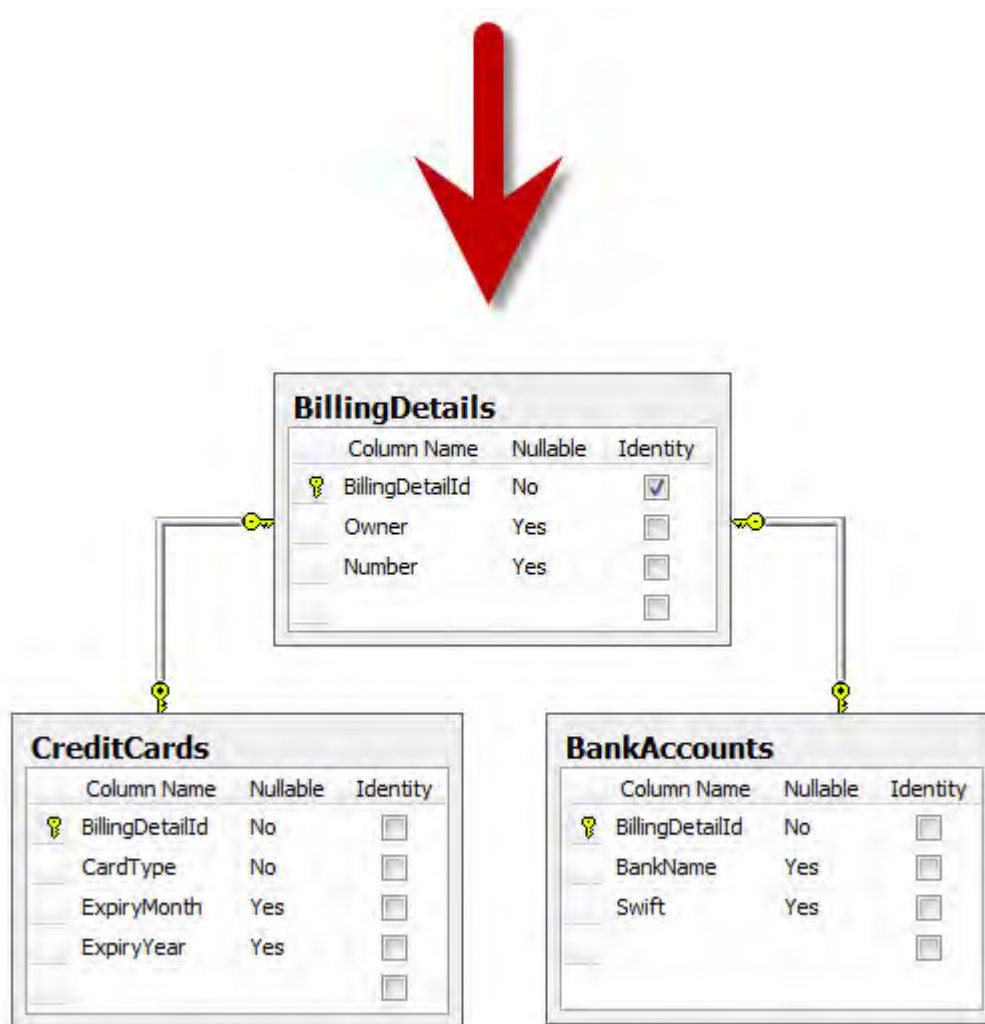 BillingDetails
Column Name Nullable Identity
BillingDetailId No
Owner Yes
Number Yes
CreditCards
Column Name Nullable Identity
BillingDetailId No
CardType No
ExpiryMonth Yes
ExpiryYear Yes
BankAccounts
Column Name Nullable Identity
BillingDetailId No
BankName Yes
Swift Yes